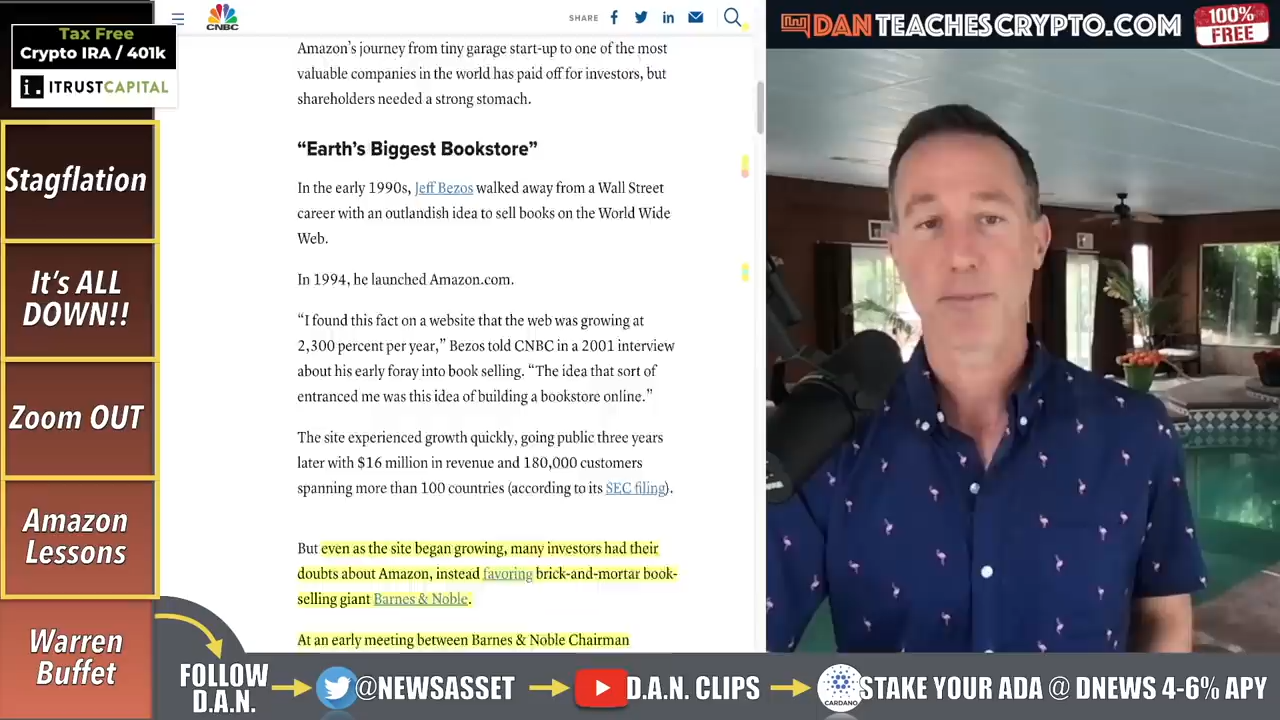 Tax Free
Crypto IRA / 401k
i. ITRUSTCAPITAL
Stagflation
It's ALL
DOWN!!
Zoom OUT
Amazon
Lessons
Warren
Buffet
CNBC
SHARE
Amazon's journey from tiny garage start-up to one of the most
valuable companies in the world has paid off for investors, but
shareholders needed a strong stomach.
“Earth's Biggest Bookstore”
In the early 1990s, Jeff Bezos walked away from a Wall Street
career with an outlandish idea to sell books on the World Wide
Web.
In 1994, he launched Amazon.com.
“I found this fact on a website that the web was growing at
2,300 percent per year,” Bezos told CNBC in a 2001 interview
about his early foray into book selling. “The idea that sort of
entranced me was this idea of building a bookstore online.”
The site experienced growth quickly, going public three years
later with $16 million in revenue and 180,000 customers
spanning more than 100 countries (according to its SEC filing).
But even as the site began growing, many investors had their
doubts about Amazon, instead favoring brick-and-mortar book-
selling giant Barnes & Noble.
At an early meeting between Barnes & Noble Chairman
DANTEACHESCRYPTO.COM
100%
FREE
FOLLOW
D.A.N.
@NEWSASSET
D.A.N. CLIPS
CARDANO
STAKE YOUR ADA @ DNEWS 4-6% APY